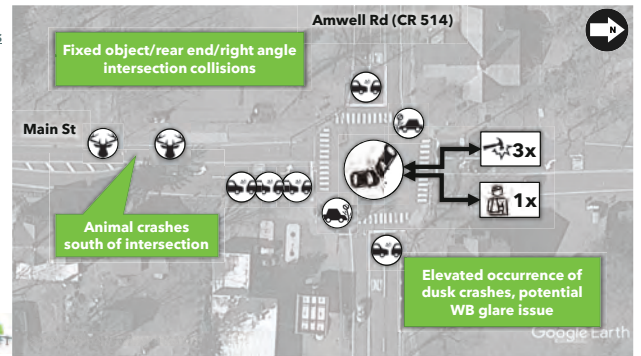 Amwell Rd (CR 514)
N
Fixed object/rear end/right angle
intersection collisions
Main St
3x
1x
Animal crashes
south of intersection
Elevated occurrence of
dusk crashes, potential
WB glare issue
Google Earth